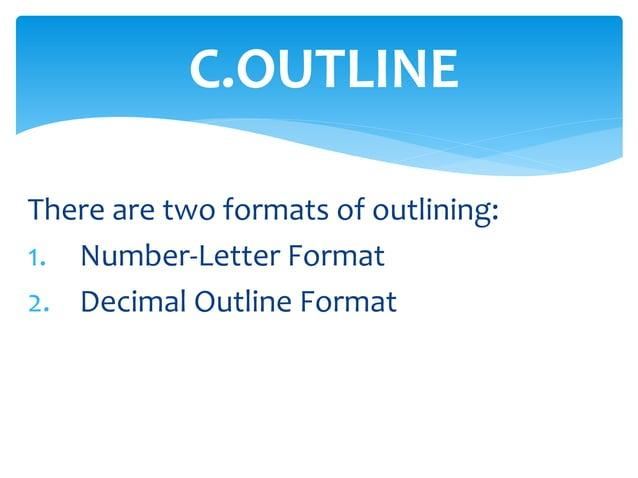 C.OUTLINE
There are two formats of outlining:
1. Number-Letter Format
2. Decimal Outline Format